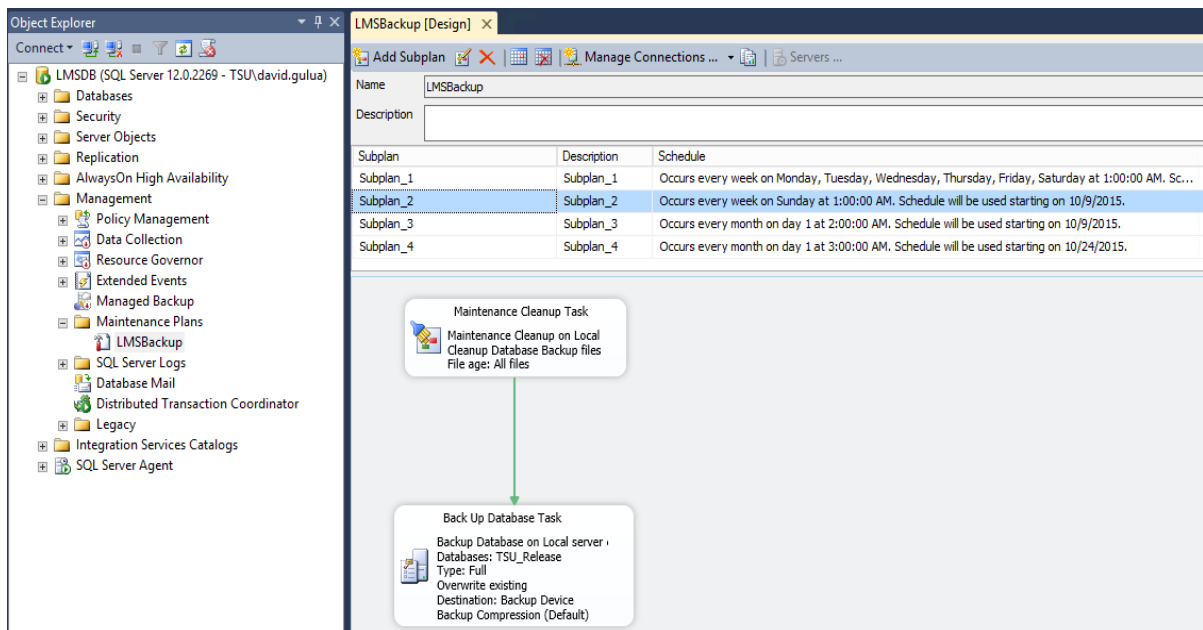 Object Explorer
Connect
LMSDB (SQL Server 12.0.2269 - TSU\david.gulua)
Databases
Security
Server Objects
Replication
AlwaysOn High Availability
Management
Policy Management
Data Collection
Resource Governor
Extended Events
Managed Backup
Maintenance Plans
LMSBackup
SQL Server Logs
Database Mail
Distributed Transaction Coordinator
Legacy
Integration Services Catalogs
SQL Server Agent
LMSBackup [Design]
Add Subplan Manage Connections ... Servers ...
Name LMSBackup
Description
Subplan Description Schedule
Subplan_1 Subplan_1 Occurs every week on Monday, Tuesday, Wednesday, Thursday, Friday, Saturday at 1:00:00 AM. Sc...
Subplan_2 Subplan_2 Occurs every week on Sunday at 1:00:00 AM. Schedule will be used starting on 10/9/2015.
Subplan_3 Subplan_3 Occurs every month on day 1 at 2:00:00 AM. Schedule will be used starting on 10/9/2015.
Subplan_4 Subplan_4 Occurs every month on day 1 at 3:00:00 AM. Schedule will be used starting on 10/24/2015.
Maintenance Cleanup Task
Maintenance Cleanup on Local
Cleanup Database Backup files
File age: All files
Back Up Database Task
Backup Database on Local server
Databases: TSU_Release
Type: Full
Overwrite existing
Destination: Backup Device
Backup Compression (Default)